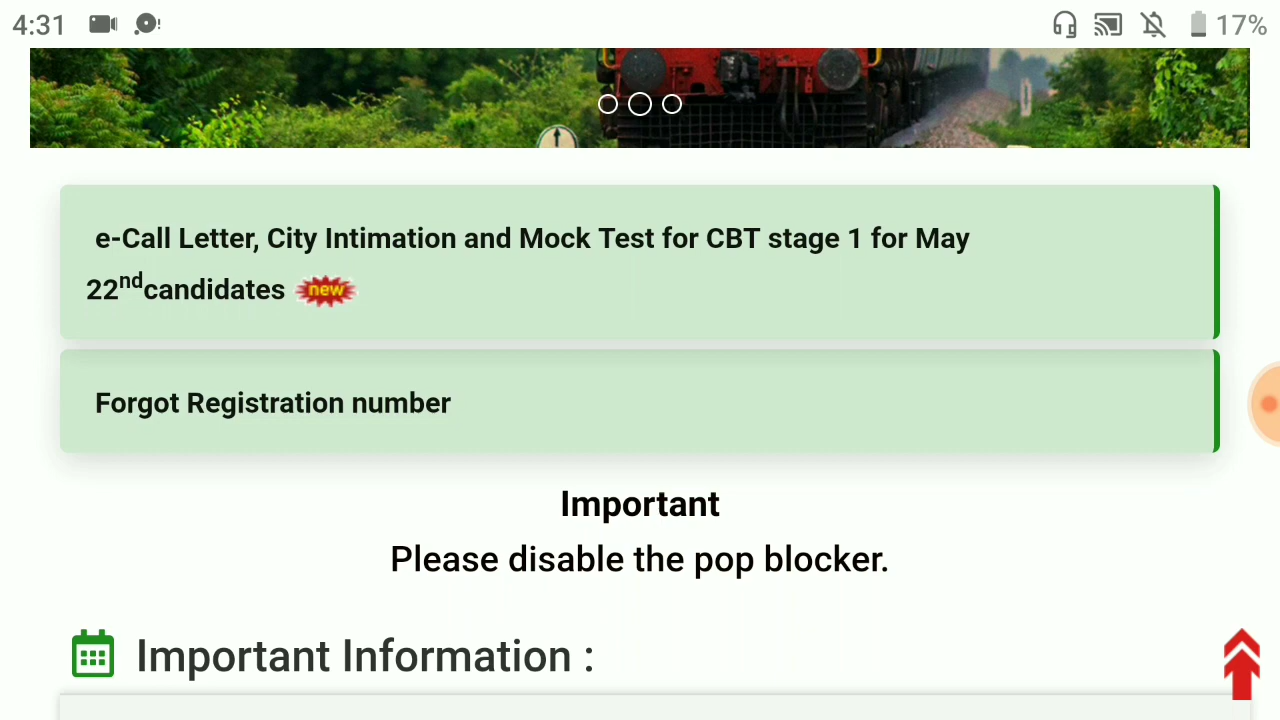 4:31
17%
e-Call Letter, City Intimation and Mock Test for CBT stage 1 for May
22ndcandidates new
Forgot Registration number
Important
Please disable the pop blocker.
Important Information :